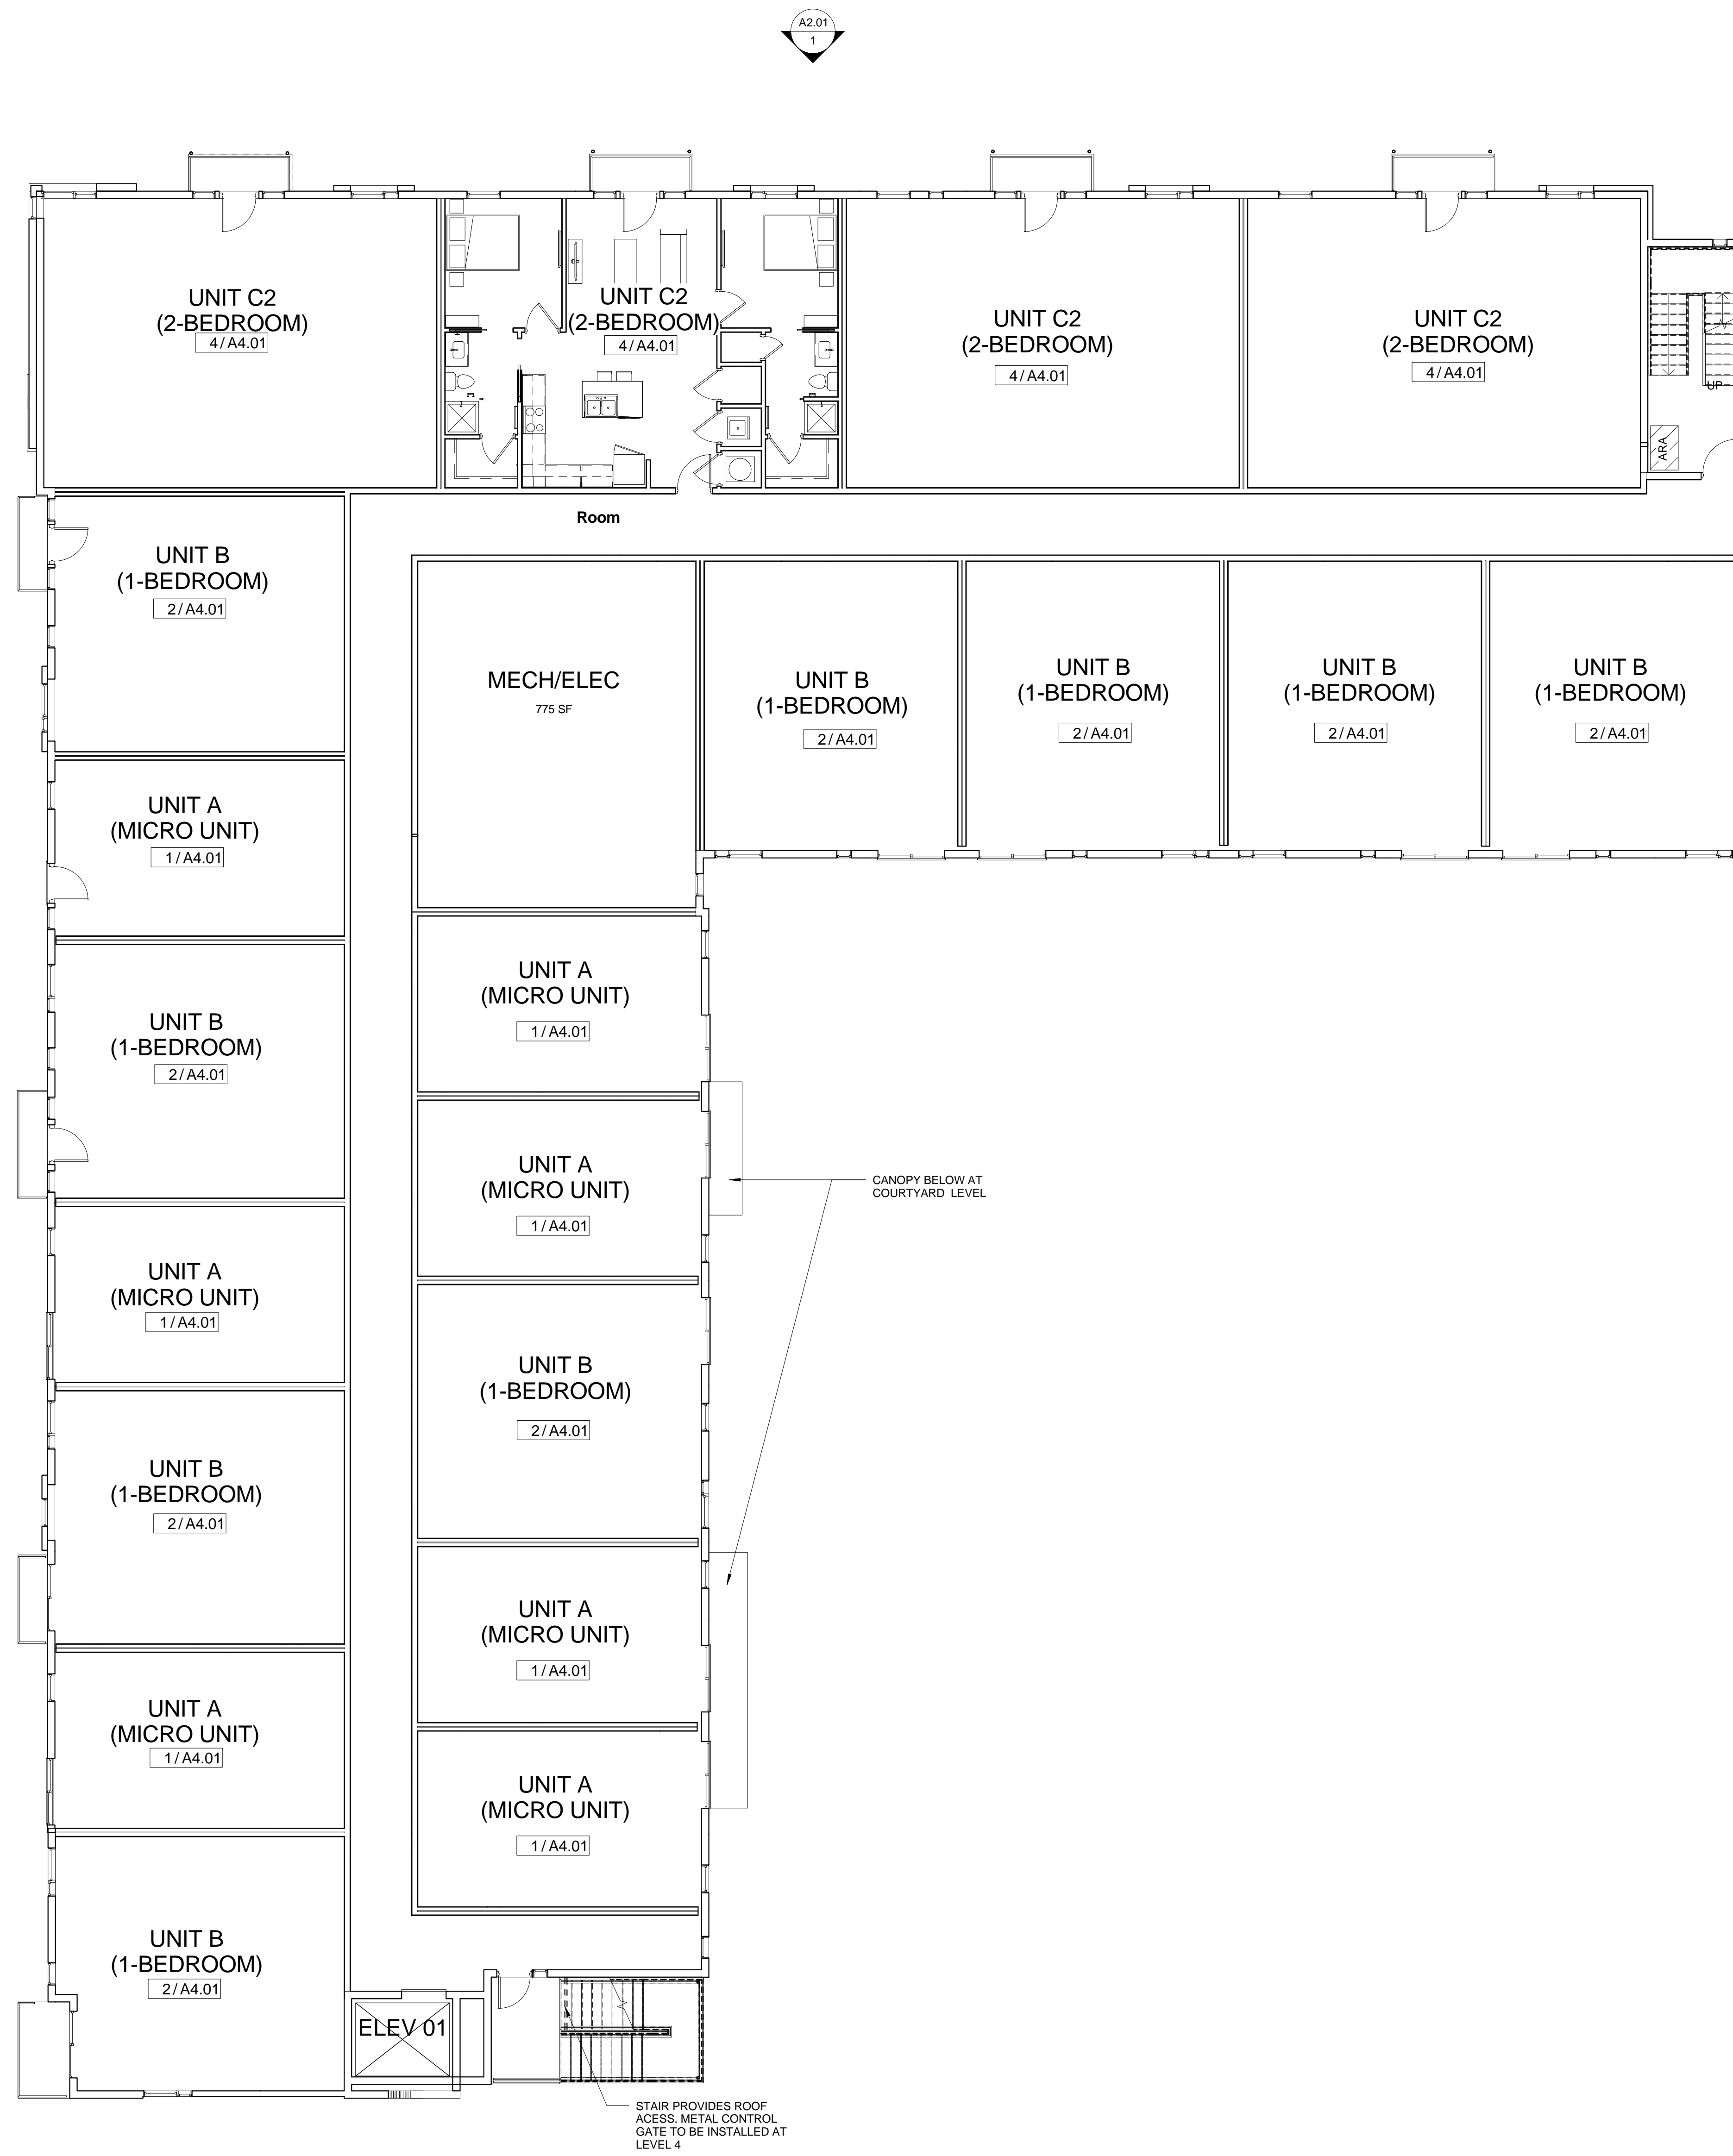 A2.01
1
UNIT C2
(2-BEDROOM)
4 / A4.01
UNIT C2
(2-BEDROOM)
4 / A4.01
UNIT C2
(2-BEDROOM)
4 / A4.01
UNIT C2
(2-BEDROOM)
4 / A4.01
UP
ARA
Room
UNIT B
(1-BEDROOM)
2 / A4.01
MECH/ELEC
775 SF
UNIT B
(1-BEDROOM)
2 / A4.01
UNIT B
(1-BEDROOM)
2 / A4.01
UNIT B
(1-BEDROOM)
2 / A4.01
UNIT B
(1-BEDROOM)
2 / A4.01
UNIT A
(MICRO UNIT)
1 / A4.01
UNIT A
(MICRO UNIT)
1 / A4.01
UNIT B
(1-BEDROOM)
2 / A4.01
UNIT A
(MICRO UNIT)
1 / A4.01
CANOPY BELOW AT
COURTYARD LEVEL
UNIT A
(MICRO UNIT)
1 / A4.01
UNIT B
(1-BEDROOM)
2 / A4.01
UNIT B
(1-BEDROOM)
2 / A4.01
UNIT A
(MICRO UNIT)
1 / A4.01
UNIT A
(MICRO UNIT)
1 / A4.01
UNIT A
(MICRO UNIT)
1 / A4.01
UNIT B
(1-BEDROOM)
2 / A4.01
ELEV 01
STAIR PROVIDES ROOF
ACESS. METAL CONTROL
GATE TO BE INSTALLED AT
LEVEL 4